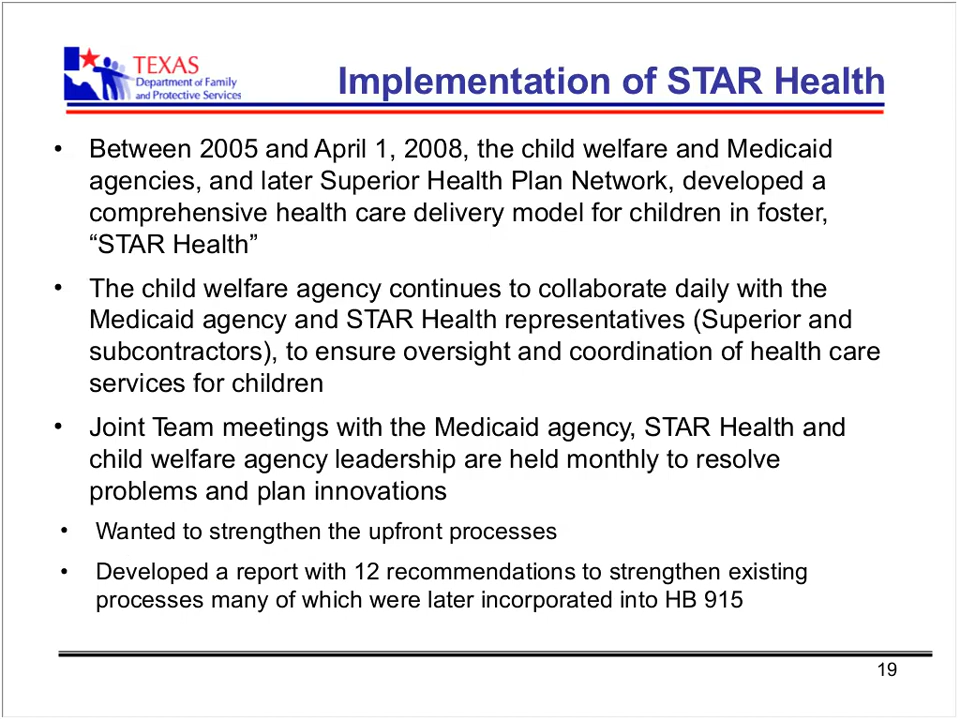 TEXAS
Department of Family
and Protective Services
Implementation of STAR Health
• Between 2005 and April 1, 2008, the child welfare and Medicaid
agencies, and later Superior Health Plan Network, developed a
comprehensive health care delivery model for children in foster,
“STAR Health”
• The child welfare agency continues to collaborate daily with the
Medicaid agency and STAR Health representatives (Superior and
subcontractors), to ensure oversight and coordination of health care
services for children
• Joint Team meetings with the Medicaid agency, STAR Health and
child welfare agency leadership are held monthly to resolve
problems and plan innovations
• Wanted to strengthen the upfront processes
• Developed a report with 12 recommendations to strengthen existing
processes many of which were later incorporated into HB 915
19